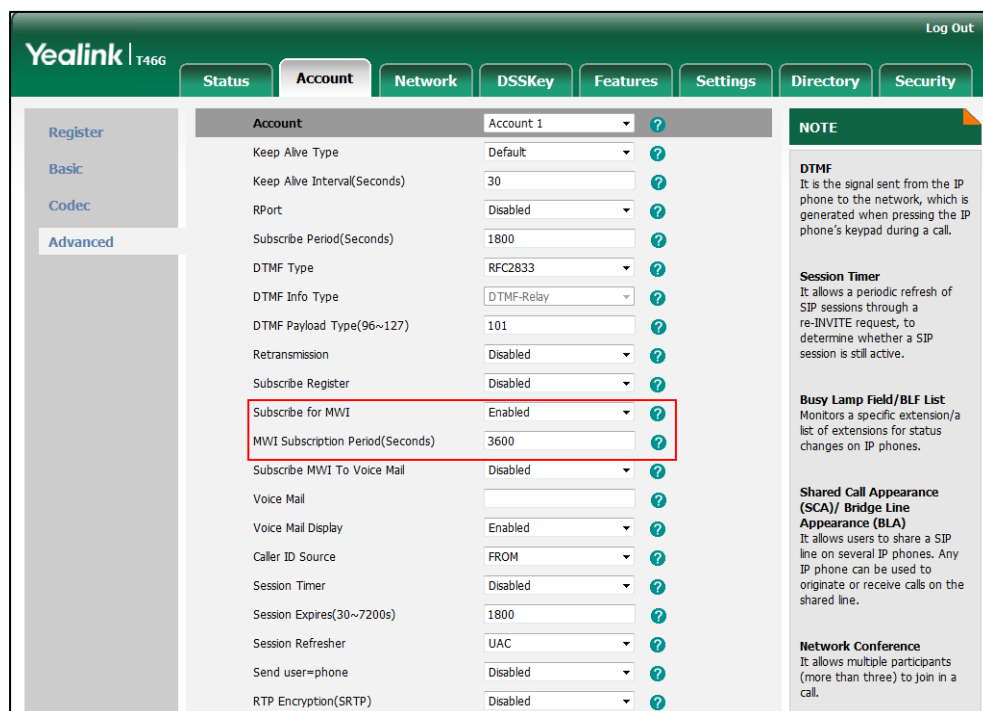 Log Out
Yealink | T46G
Status Account Network DSSKey Features Settings Directory Security
Register
Basic
Codec
Advanced
Account Account 1
Keep Alive Type Default
Keep Alive Interval(Seconds) 30
RPort Disabled
Subscribe Period(Seconds) 1800
DTMF Type RFC2833
DTMF Info Type DTMF-Relay
DTMF Payload Type(96~127) 101
Retransmission Disabled
Subscribe Register Disabled
Subscribe for MWI Enabled
MWI Subscription Period(Seconds) 3600
Subscribe MWI To Voice Mail Disabled
Voice Mail
Voice Mail Display Enabled
Caller ID Source FROM
Session Timer Disabled
Session Expires(30~7200s) 1800
Session Refresher UAC
Send user=phone Disabled
RTP Encryption(SRTP) Disabled
NOTE
DTMF
It is the signal sent from the IP
phone to the network, which is
generated when pressing the IP
phone's keypad during a call.
Session Timer
It allows a periodic refresh of
SIP sessions through a
re-INVITE request, to
determine whether a SIP
session is still active.
Busy Lamp Field/BLF List
Monitors a specific extension/a
list of extensions for status
changes on IP phones.
Shared Call Appearance
(SCA)/ Bridge Line
Appearance (BLA)
It allows users to share a SIP
line on several IP phones. Any
IP phone can be used to
originate or receive calls on the
shared line.
Network Conference
It allows multiple participants
(more than three) to join in a
call.